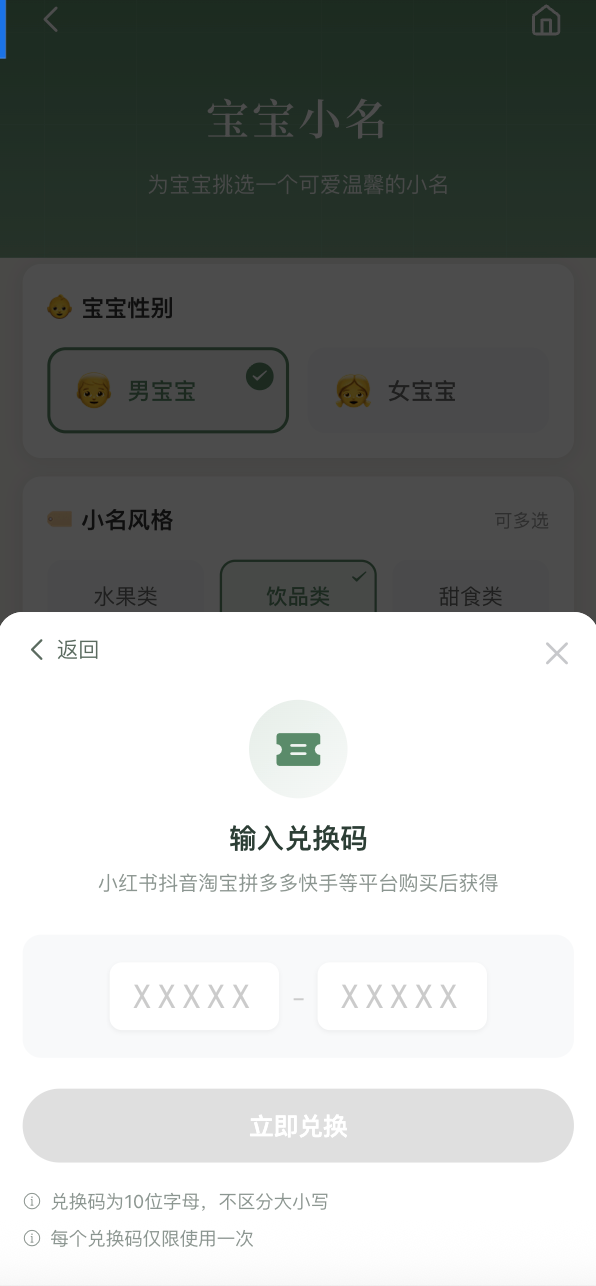 宝宝小名
为宝宝挑选一个可爱温馨的小名
宝宝性别
男宝宝
女宝宝
小名风格
可多选
水果类
饮品类
甜食类
返回
输入兑换码
小红书抖音淘宝拼多多快手等平台购买后获得
XXXXX - XXXXX
立即兑换
兑换码为10位字母，不区分大小写
每个兑换码仅限使用一次